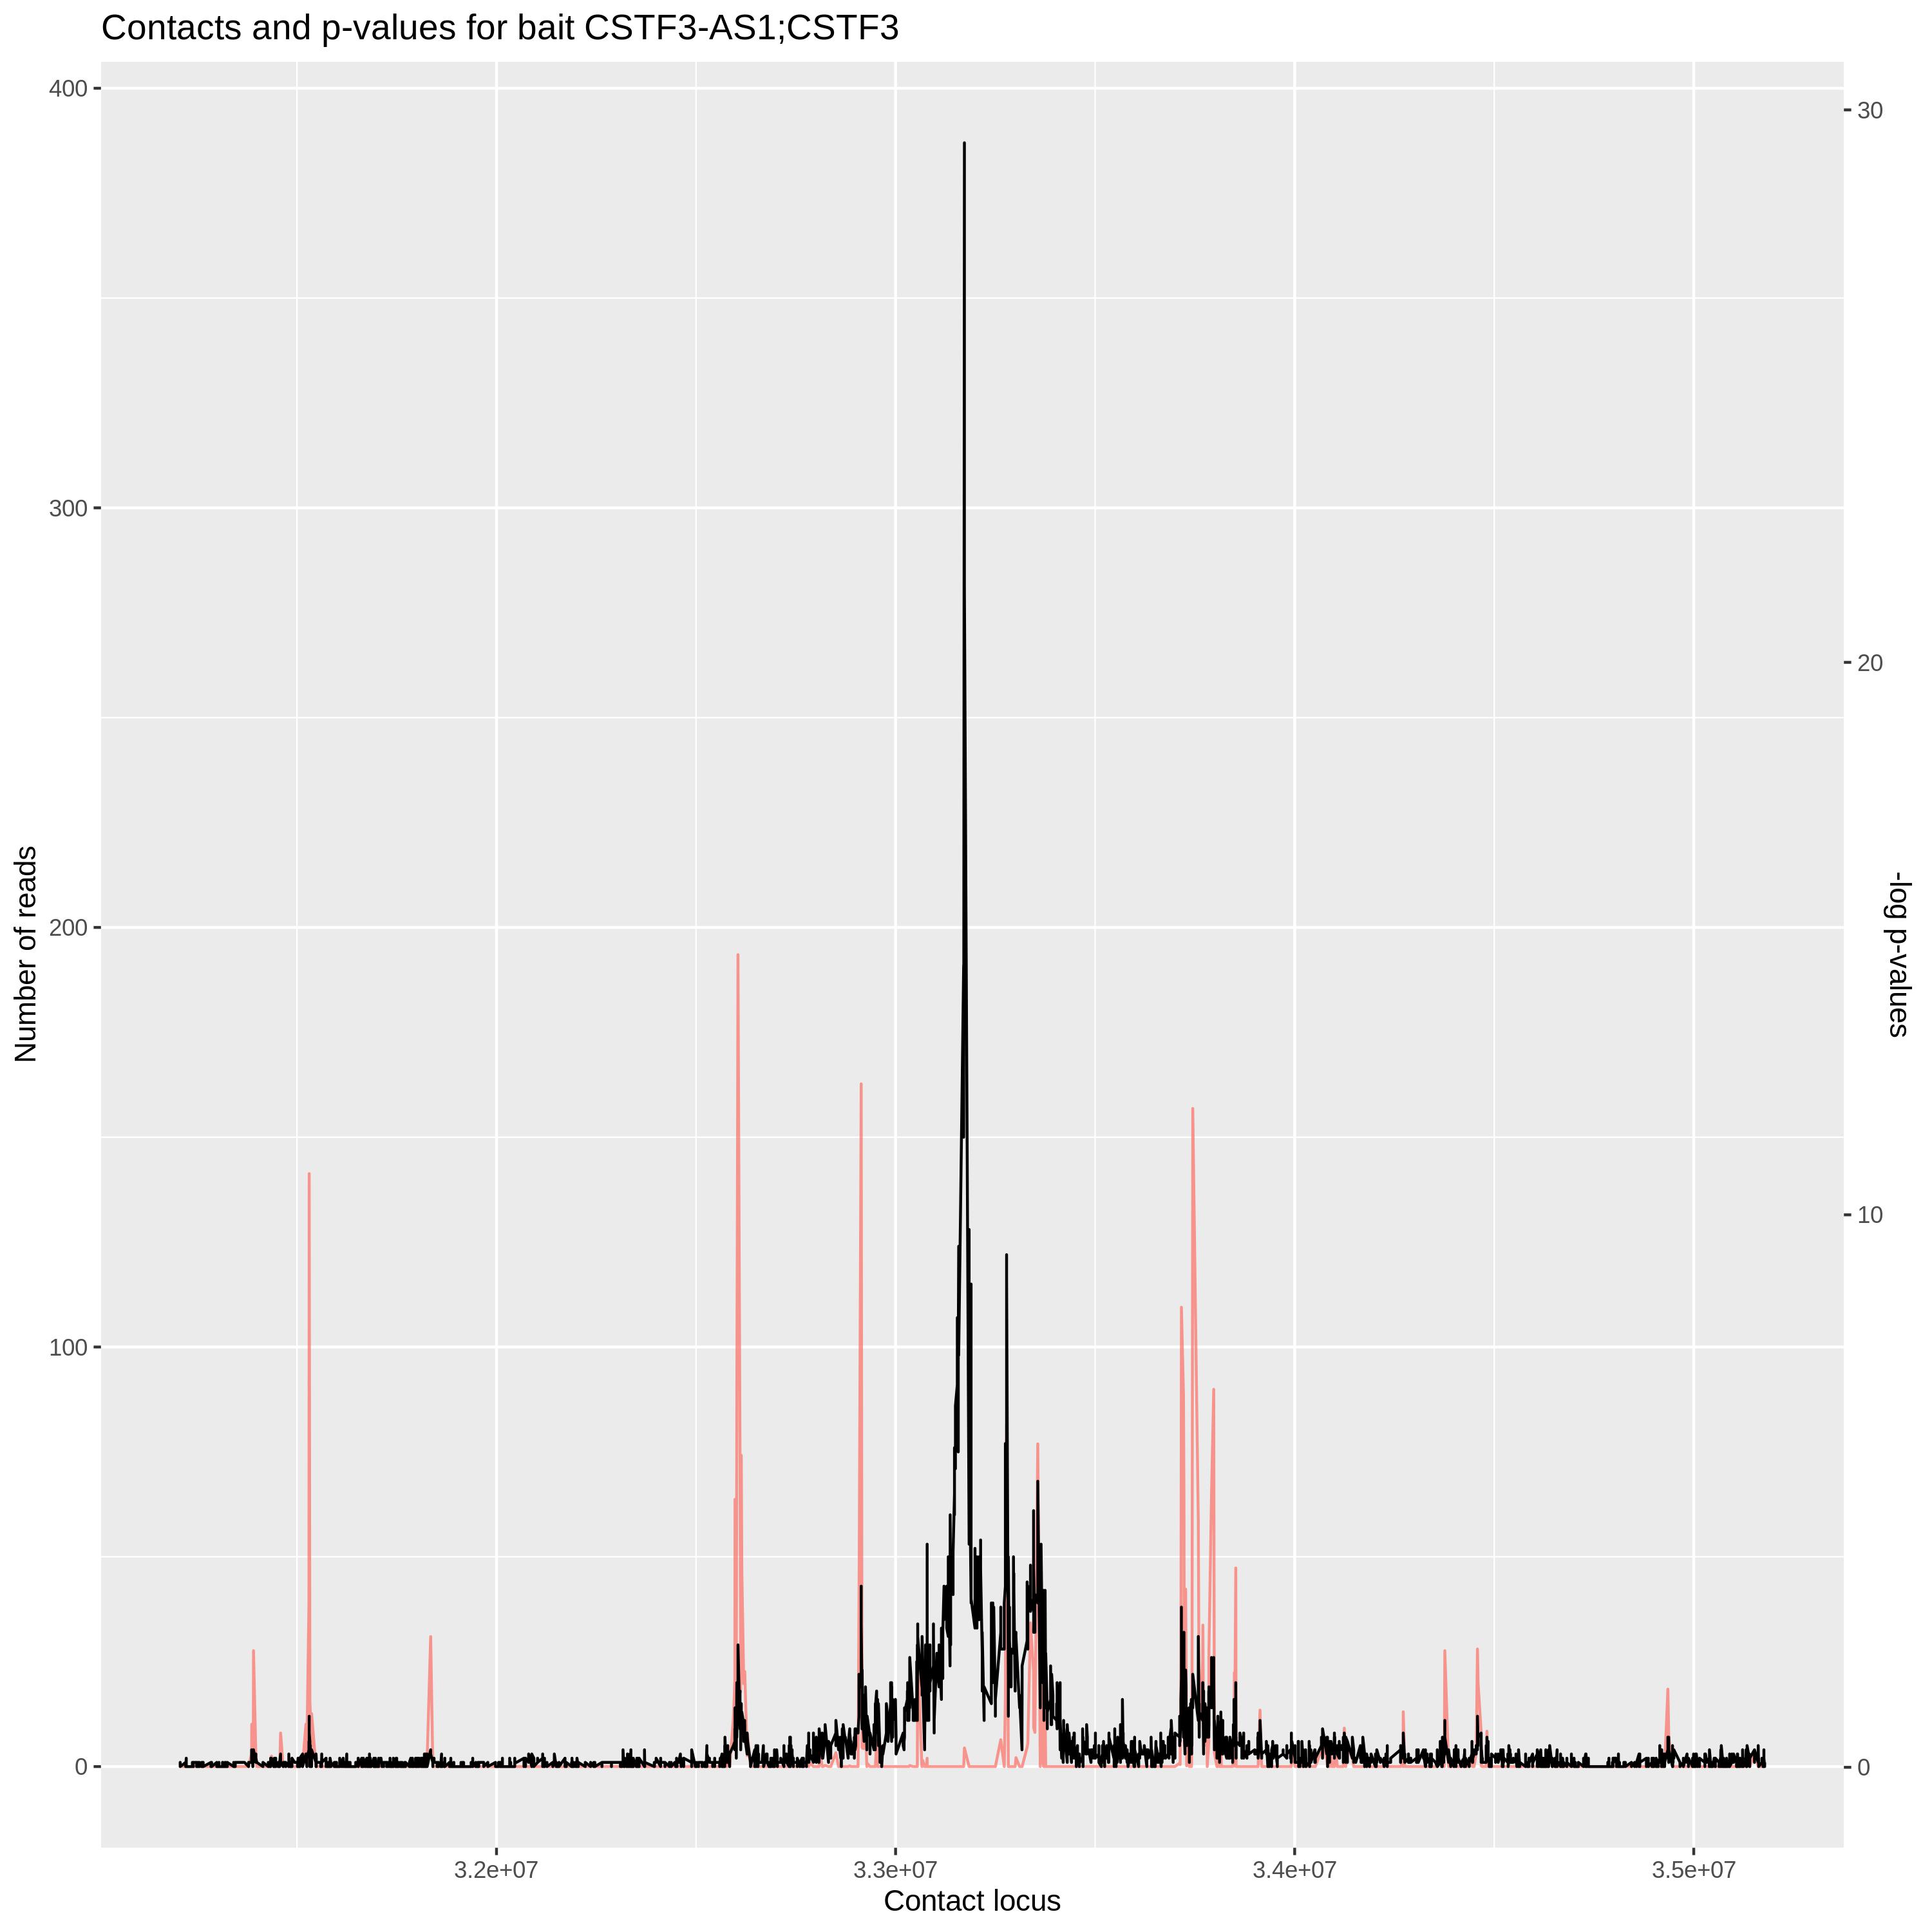 Contacts and p-values for bait CSTF3-AS1;CSTF3
400
300
200
100
0
Number of reads
30
20
10
0
-log p-values
3.2e+07 3.3e+07 3.4e+07 3.5e+07
Contact locus